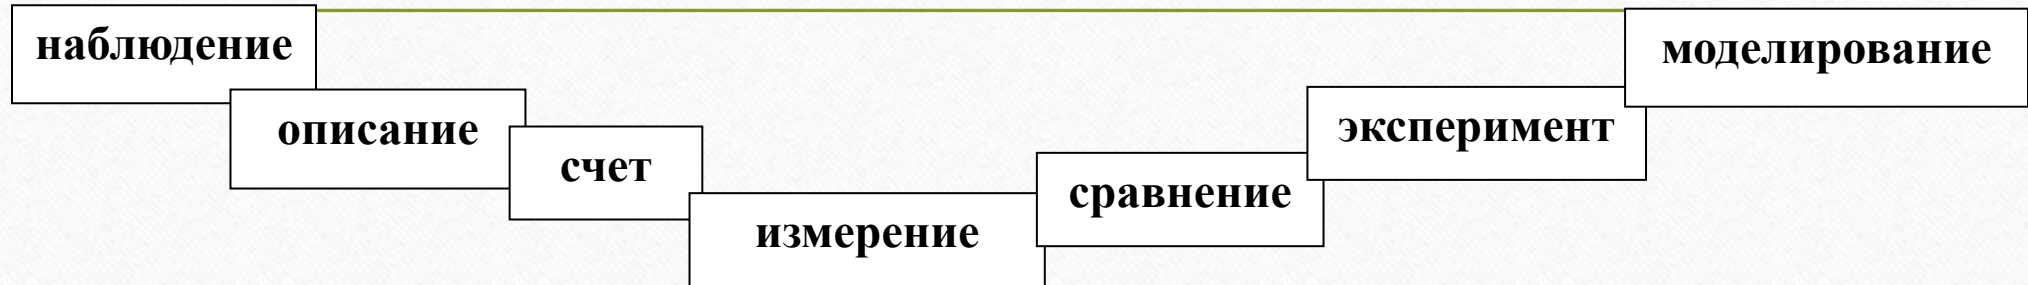 наблюдение
описание
счет
измерение
сравнение
эксперимент
моделирование